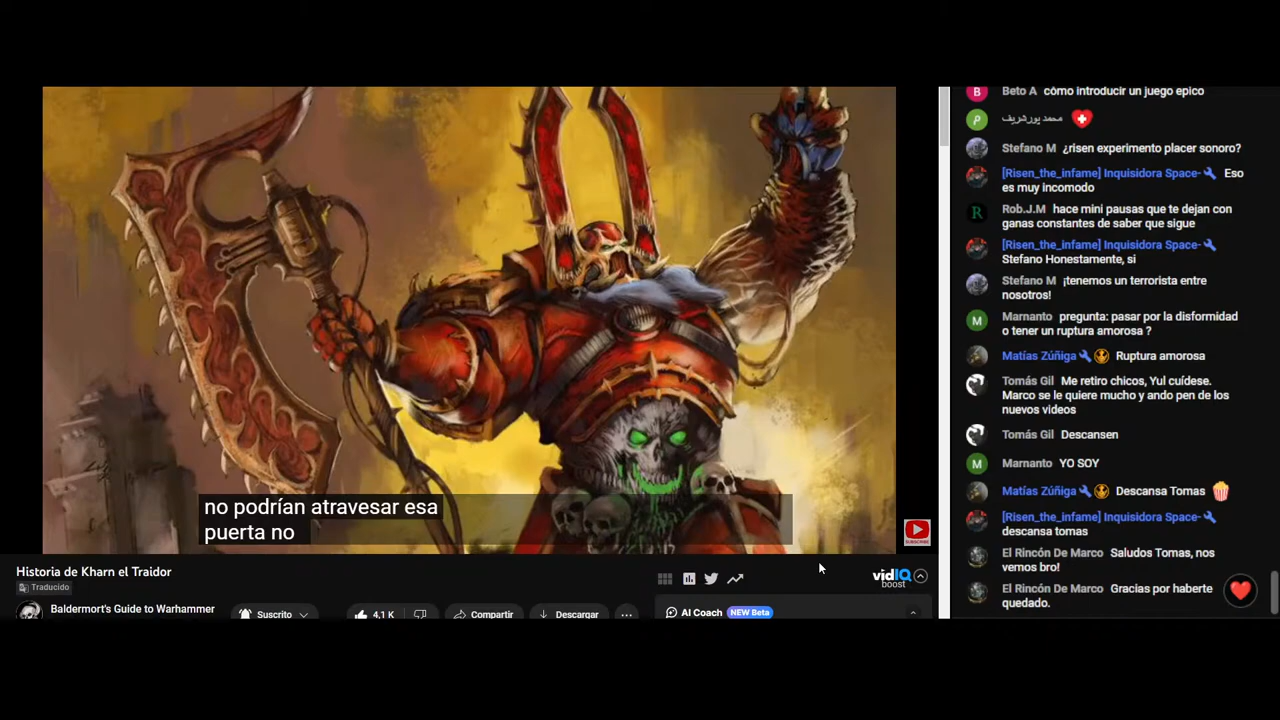 no podrían atravesar esa
puerta no
SUBSCRIBE
Historia de Kharn el Traidor
Traducido
Baldermort's Guide to Warhammer
Suscrito
4,1 K
Compartir
Descargar
vidIQ
boost
AI Coach NEW Beta
B Beto A cómo introducir un juego epico
م محمد پورشریف
Stefano M ¿risen experimento placer sonoro?
[Risen_the_infame] Inquisidora Space- Eso
es muy incomodo
R Rob.J.M hace mini pausas que te dejan con
ganas constantes de saber que sigue
[Risen_the_infame] Inquisidora Space-
Stefano Honestamente, si
Stefano M ¡tenemos un terrorista entre
nosotros!
M Marnanto pregunta: pasar por la disformidad
o tener un ruptura amorosa ?
Matías Zúñiga Ruptura amorosa
Tomás Gil Me retiro chicos, Yul cuídese.
Marco se le quiere mucho y ando pen de los
nuevos videos
Tomás Gil Descansen
M Marnanto YO SOY
Matías Zúñiga Descansa Tomas
[Risen_the_infame] Inquisidora Space-
descansa tomas
El Rincón De Marco Saludos Tomas, nos
vemos bro!
El Rincón De Marco Gracias por haberte
quedado.